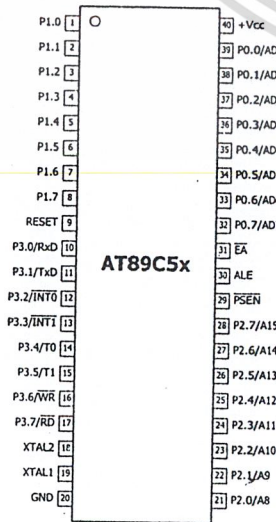 P1.0 1 40 +Vcc
P1.1 2 39 P0.0/AD
P1.2 3 38 P0.1/AD
P1.3 4 37 P0.2/AD
P1.4 5 36 P0.3/AD
P1.5 6 35 P0.4/AD
P1.6 7 34 P0.5/AD
P1.7 8 33 P0.6/AD
RESET 9 32 P0.7/AD
P3.0/RxD 10 31 E̅A̅
P3.1/TxD 11 AT89C5x 30 ALE
P3.2/I̅N̅T̅0̅ 12 29 P̅S̅E̅N̅
P3.3/I̅N̅T̅1̅ 13 28 P2.7/A15
P3.4/T0 14 27 P2.6/A14
P3.5/T1 15 26 P2.5/A13
P3.6/W̅R̅ 16 25 P2.4/A12
P3.7/R̅D̅ 17 24 P2.3/A11
XTAL2 18 23 P2.2/A10
XTAL1 19 22 P2.1/A9
GND 20 21 P2.0/A8